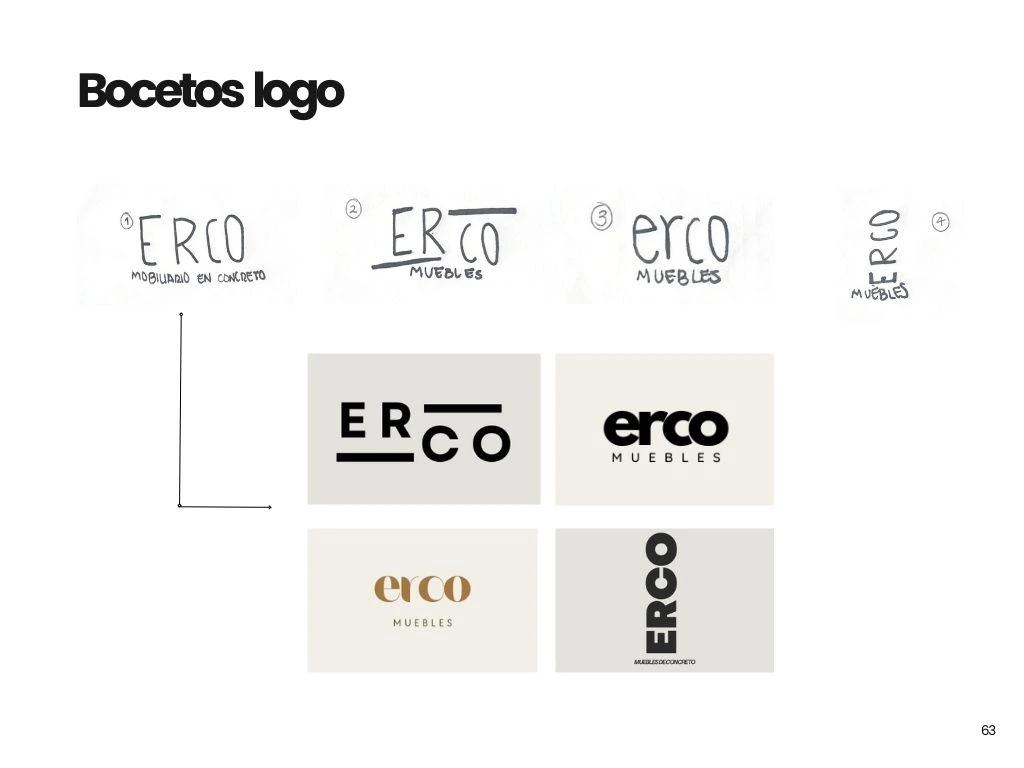 Bocetos logo
1
ERCO
MOBILIARIO EN CONCRETO
2
ERCO
MUEBLES
3
erco
MUEBLES
4
ERCO
MUEBLES
ERCO
erco
MUEBLES
erco
MUEBLES
ERCO
MUEBLES DE CONCRETO
63